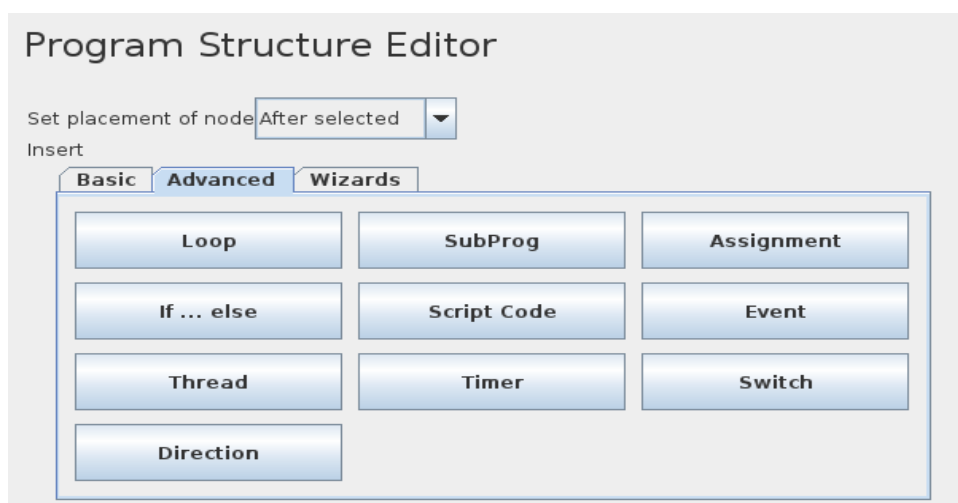 Program Structure Editor
Set placement of node After selected
Insert
Basic Advanced Wizards
Loop SubProg Assignment
If ... else Script Code Event
Thread Timer Switch
Direction